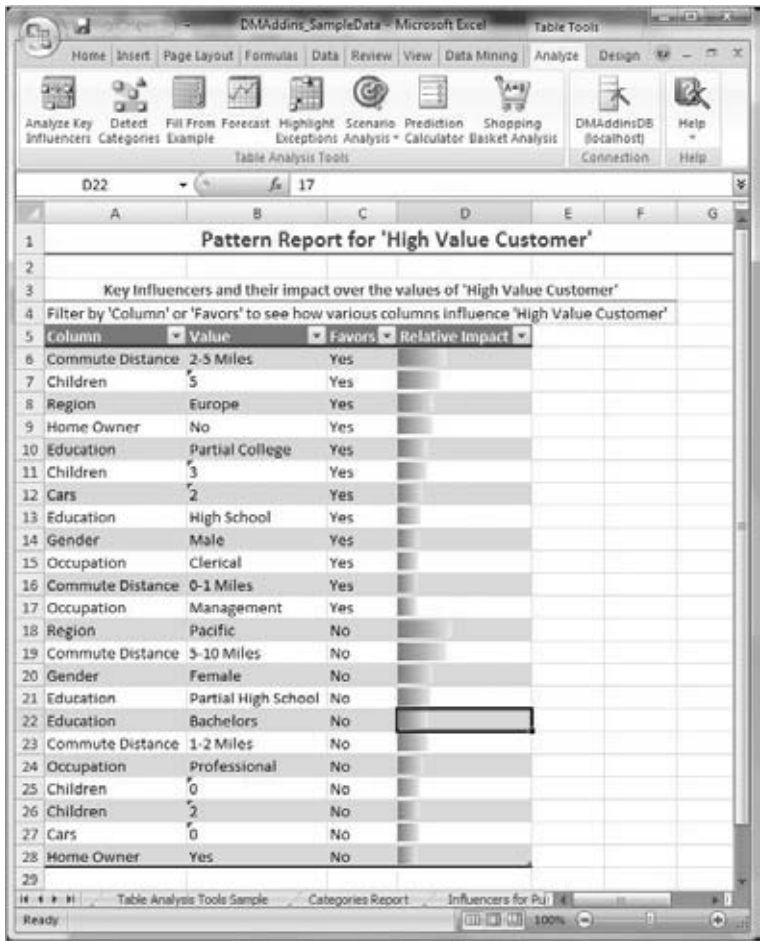 DMAddins_SampleData - Microsoft Excel Table Tools
Home Insert Page Layout Formulas Data Review View Data Mining Analyze Design
Analyze Key Influencers Detect Categories Fill From Example Forecast Highlight Exceptions Scenario Analysis Prediction Calculator Shopping Basket Analysis DMAddinsDB (localhost) Help
Table Analysis Tools Connection Help
D22 fx 17
A B C D E F G
1 Pattern Report for 'High Value Customer'
2
3 Key Influencers and their impact over the values of 'High Value Customer'
4 Filter by 'Column' or 'Favors' to see how various columns influence 'High Value Customer'
5 Column Value Favors Relative Impact
6 Commute Distance 2-5 Miles Yes
7 Children 5 Yes
8 Region Europe Yes
9 Home Owner No Yes
10 Education Partial College Yes
11 Children 3 Yes
12 Cars 2 Yes
13 Education High School Yes
14 Gender Male Yes
15 Occupation Clerical Yes
16 Commute Distance 0-1 Miles Yes
17 Occupation Management Yes
18 Region Pacific No
19 Commute Distance 5-10 Miles No
20 Gender Female No
21 Education Partial High School No
22 Education Bachelors No
23 Commute Distance 1-2 Miles No
24 Occupation Professional No
25 Children 0 No
26 Children 2 No
27 Cars 0 No
28 Home Owner Yes No
29
Table Analysis Tools Sample Categories Report Influencers for Pu
Ready 100%